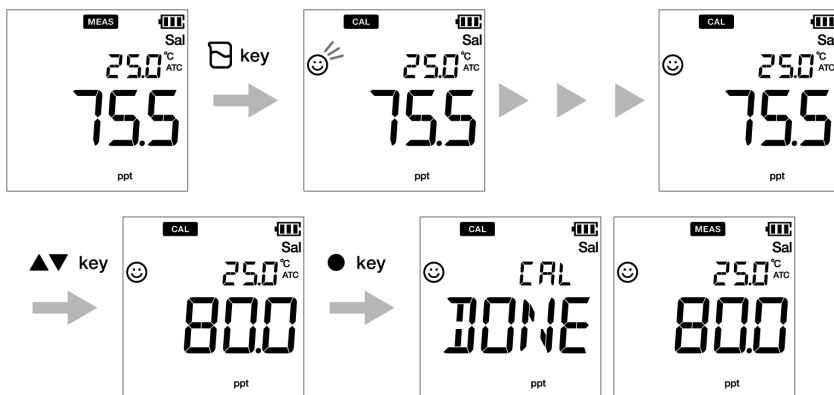 MEAS
Sal
25.0 °C ATC
75.5
ppt
key
CAL
Sal
25.0 °C ATC
75.5
ppt
CAL
Sal
25.0 °C ATC
75.5
ppt
▲▼ key
CAL
Sal
25.0 °C ATC
80.0
ppt
● key
CAL
Sal
CAL
DONE
ppt
MEAS
Sal
25.0 °C ATC
80.0
ppt